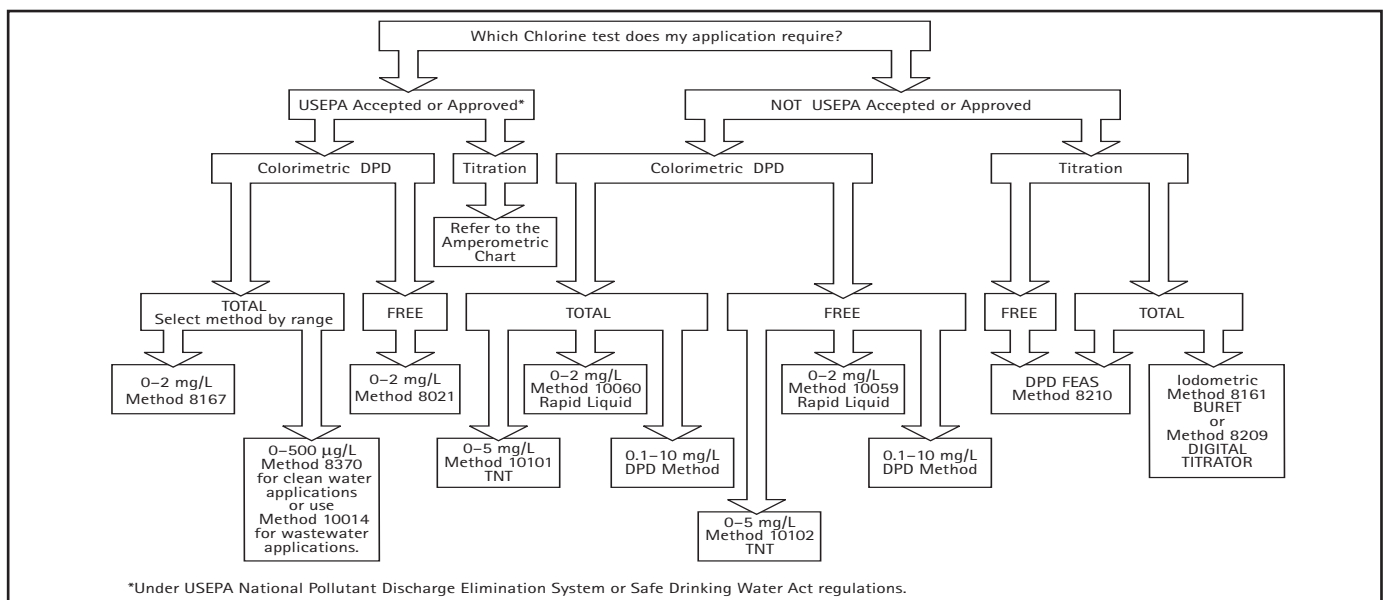 Which Chlorine test does my application require?
USEPA Accepted or Approved*
NOT USEPA Accepted or Approved
Colorimetric DPD
Titration
Colorimetric DPD
Titration
Refer to the
Amperometric
Chart
TOTAL
Select method by range
FREE
TOTAL
FREE
FREE
TOTAL
0–2 mg/L
Method 8167
0–500 µg/L
Method 8370
for clean water
applications
or use
Method 10014
for wastewater
applications.
0–2 mg/L
Method 8021
0–5 mg/L
Method 10101
TNT
0–2 mg/L
Method 10060
Rapid Liquid
0.1–10 mg/L
DPD Method
0–5 mg/L
Method 10102
TNT
0–2 mg/L
Method 10059
Rapid Liquid
0.1–10 mg/L
DPD Method
DPD FEAS
Method 8210
Iodometric
Method 8161
BURET
or
Method 8209
DIGITAL
TITRATOR
*Under USEPA National Pollutant Discharge Elimination System or Safe Drinking Water Act regulations.